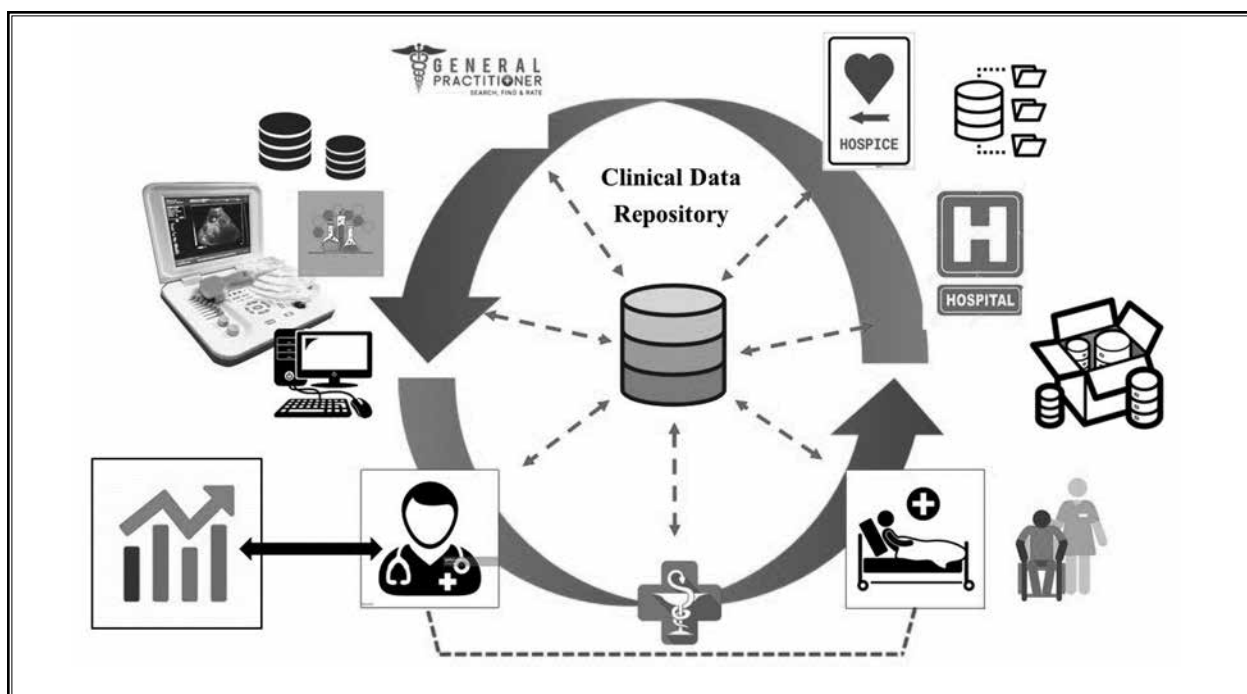 GENERAL
PRACTITIONER
SEARCH, FIND & RATE
HOSPICE
Clinical Data
Repository
H
HOSPITAL